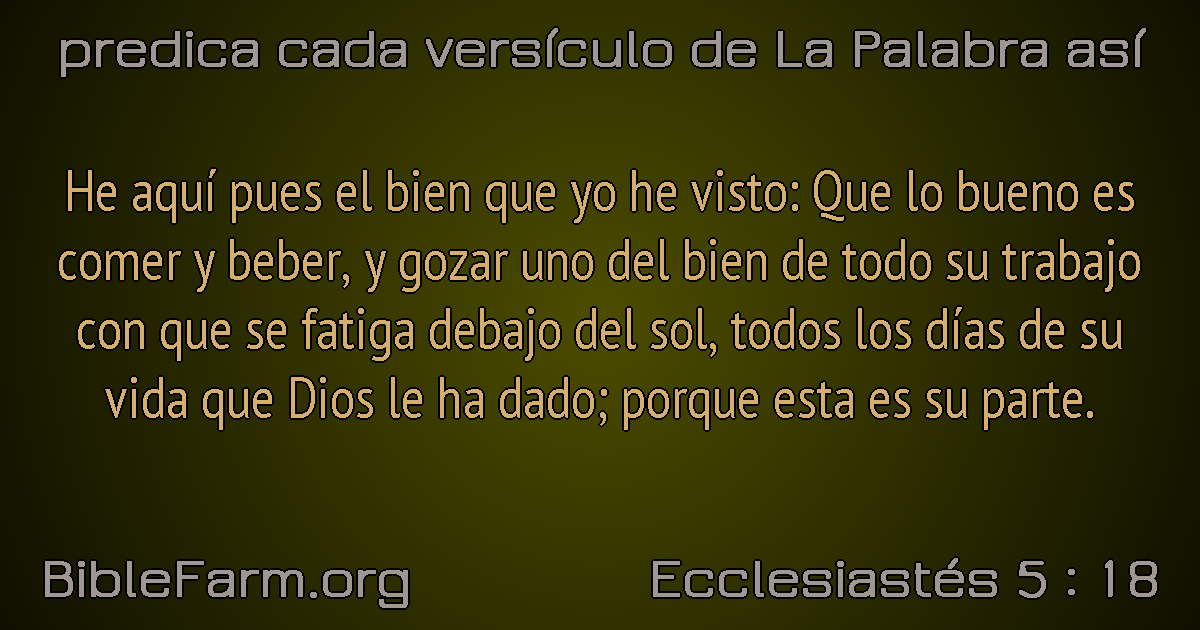 predica cada versículo de La Palabra así
He aquí pues el bien que yo he visto: Que lo bueno es
comer y beber, y gozar uno del bien de todo su trabajo
con que se fatiga debajo del sol, todos los días de su
vida que Dios le ha dado; porque esta es su parte.
BibleFarm.org
Ecclesiastés 5 : 18